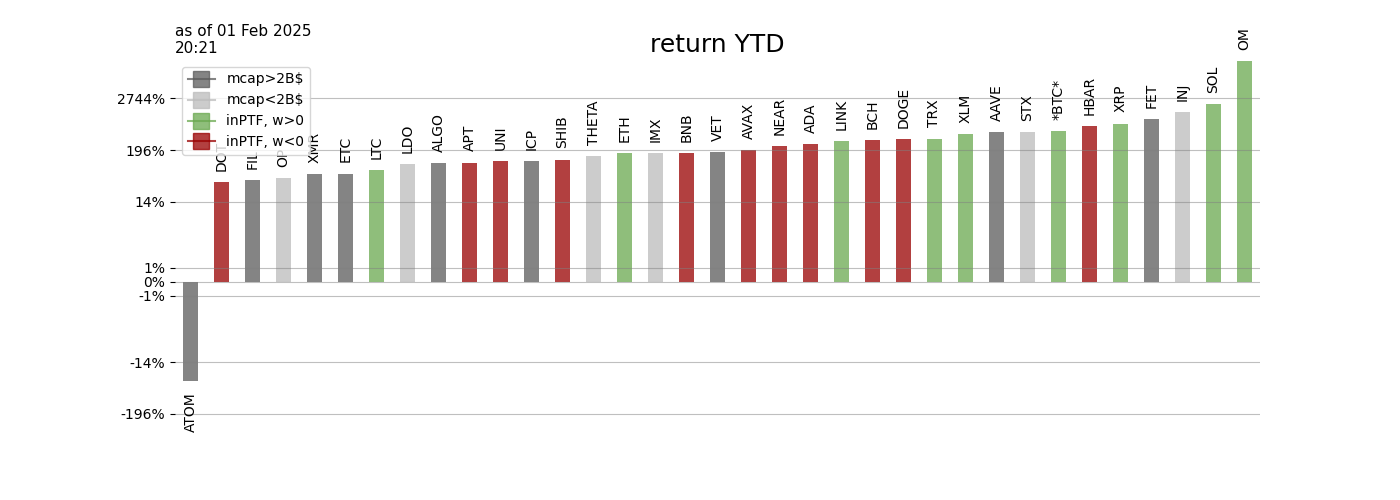 as of 01 Feb 2025
20:21
return YTD
mcap>2B$
mcap<2B$
inPTF, w>0
inPTF, w<0
2744%
196%
14%
1%
0%
-1%
-14%
-196%
ATOM
XMR
ETC
LTC
LDO
ALGO
APT
UNI
ICP
SHIB
THETA
ETH
IMX
BNB
VET
AVAX
NEAR
ADA
LINK
BCH
DOGE
TRX
XLM
AAVE
STX
*BTC*
HBAR
XRP
FET
INJ
SOL
OM